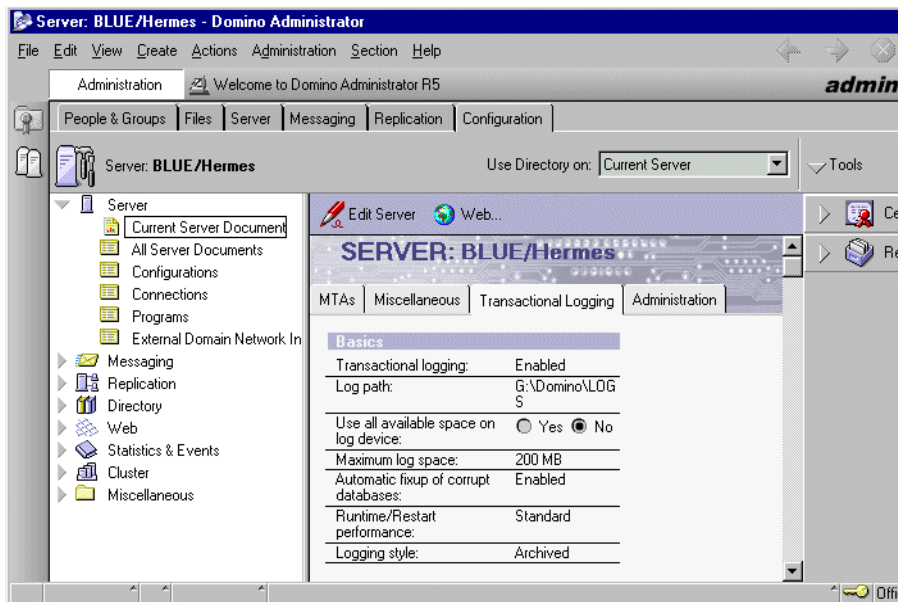 Server: BLUE/Hermes - Domino Administrator
File Edit View Create Actions Administration Section Help
Administration Welcome to Domino Administrator R5 admin
People & Groups Files Server Messaging Replication Configuration
Server: BLUE/Hermes Use Directory on: Current Server Tools
Server
Current Server Document
All Server Documents
Configurations
Connections
Programs
External Domain Network In
Messaging
Replication
Directory
Web
Statistics & Events
Cluster
Miscellaneous
Edit Server Web...
SERVER: BLUE/Hermes
MTAs Miscellaneous Transactional Logging Administration
Basics
Transactional logging: Enabled
Log path: G:\Domino\LOG
S
Use all available space on
log device: Yes No
Maximum log space: 200 MB
Automatic fixup of corrupt Enabled
databases:
Runtime/Restart Standard
performance:
Logging style: Archived
Ce
Re
Offi